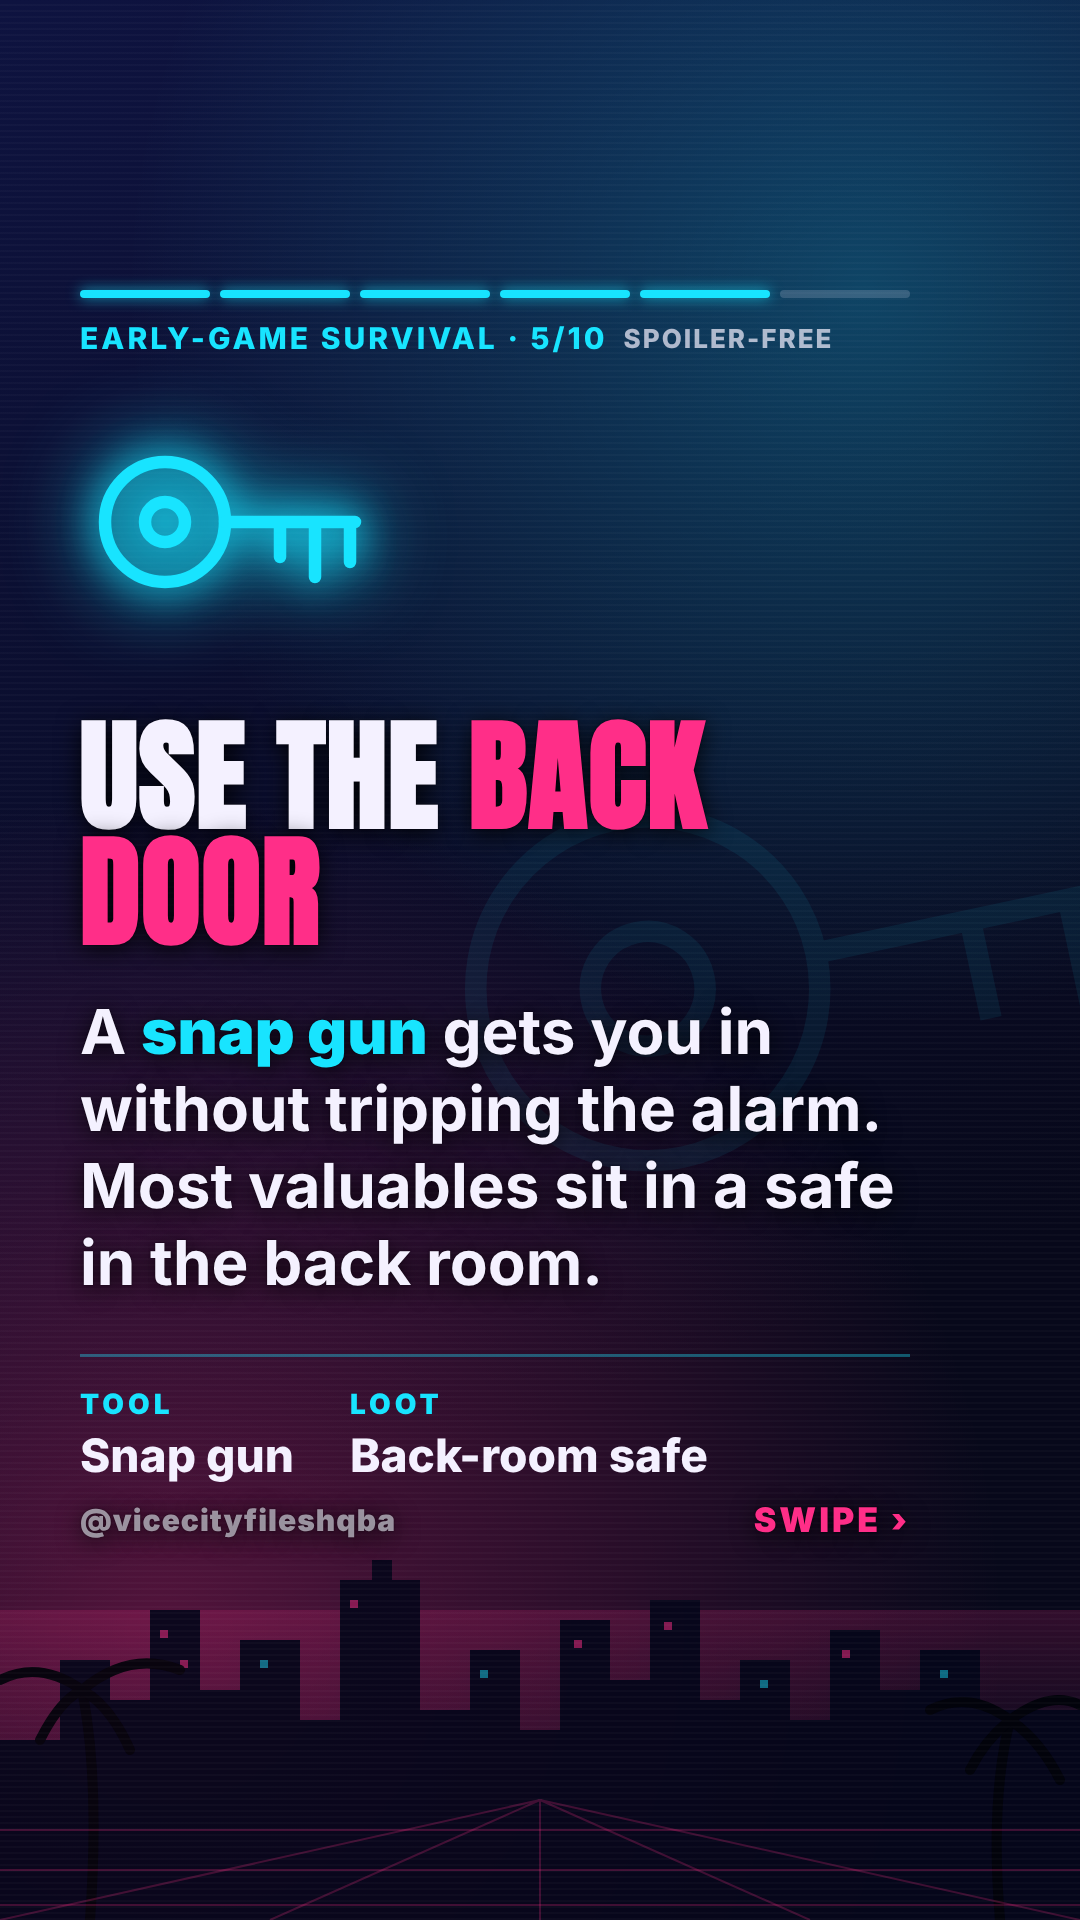 EARLY-GAME SURVIVAL · 5/10 SPOILER-FREE
USE THE BACK
DOOR
A snap gun gets you in
without tripping the alarm.
Most valuables sit in a safe
in the back room.
TOOL LOOT
Snap gun Back-room safe
@vicecityfileshqba SWIPE ›